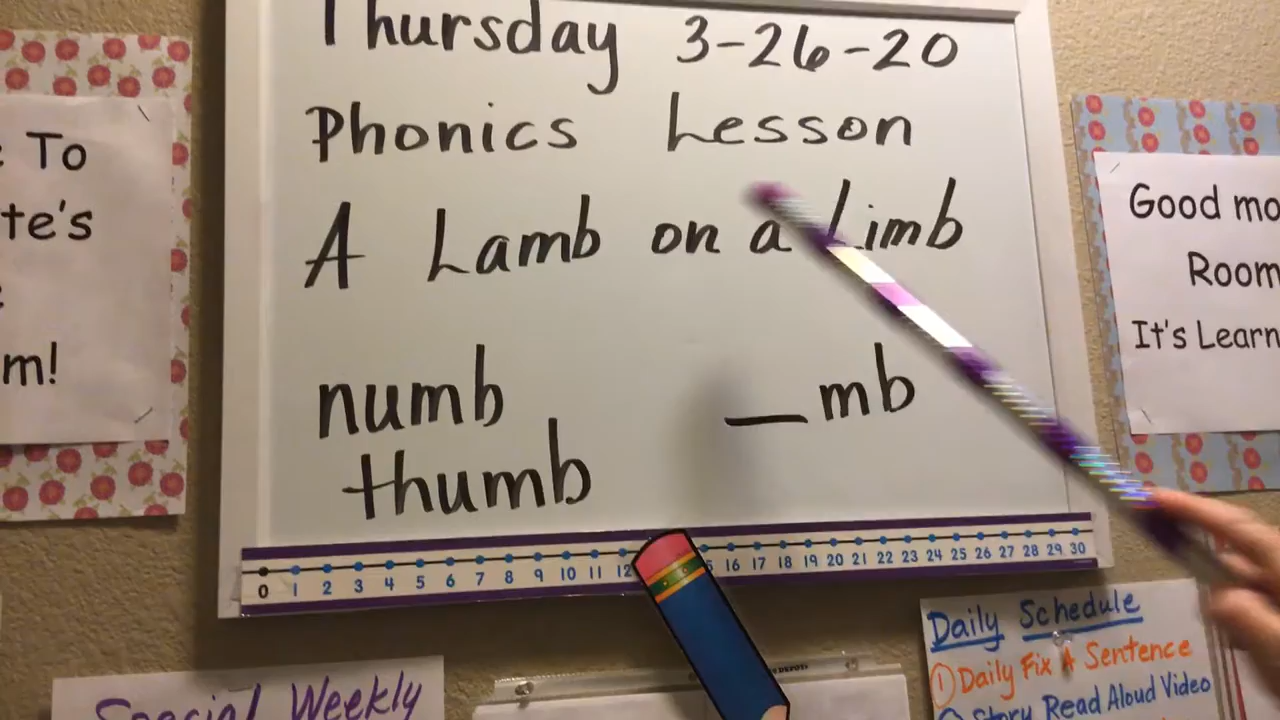 Thursday 3-26-20
Phonics Lesson
A Lamb on a Limb
numb _mb
thumb
0 1 2 3 4 5 6 7 8 9 10 11 12 16 17 18 19 20 21 22 23 24 25 26 27 28 29 30
To
te's
m!
Good mo
Room
It's Learn
Special Weekly
DEPOT
Daily Schedule
1 Daily Fix A Sentence
Story Read Aloud Video